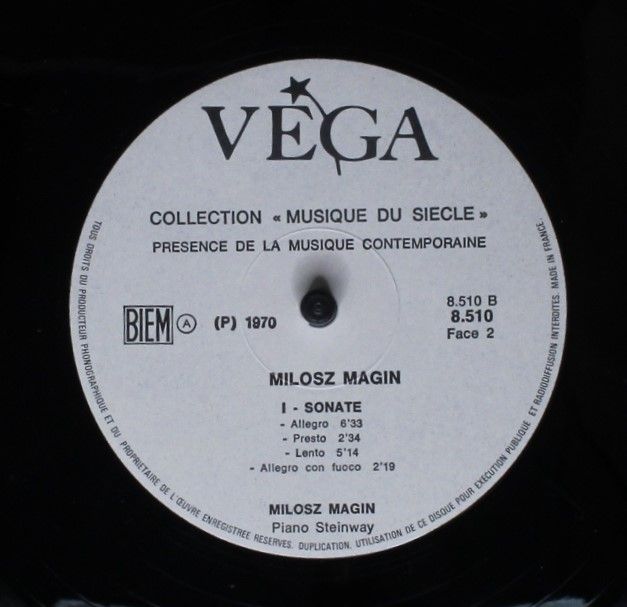 VEGA
COLLECTION « MUSIQUE DU SIECLE »
PRESENCE DE LA MUSIQUE CONTEMPORAINE
BIEM A (P) 1970
8.510 B
8.510
Face 2
MILOSZ MAGIN
I - SONATE
- Allegro 6'33
- Presto 2'34
- Lento 5'14
- Allegro con fuoco 2'19
MILOSZ MAGIN
Piano Steinway
TOUS DROITS DU PRODUCTEUR PHONOGRAPHIQUE ET DU PROPRIETAIRE DE L'ŒUVRE ENREGISTREE RESERVES. DUPLICATION, UTILISATION DE CE DISQUE POUR EXECUTION PUBLIQUE ET RADIODIFFUSION INTERDITES. MADE IN FRANCE.